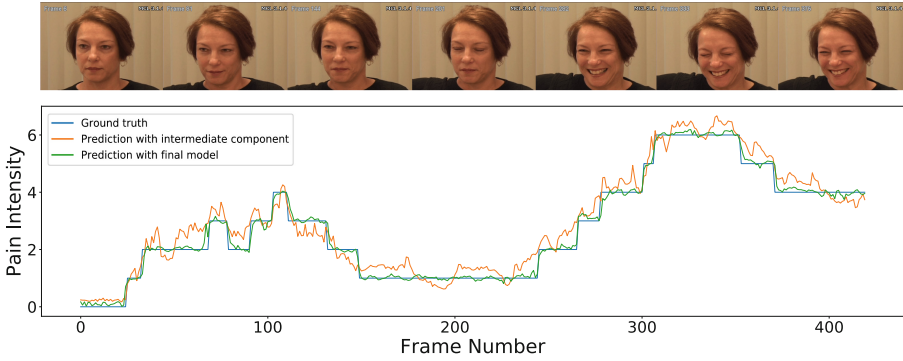 Ground truth
Prediction with intermediate component
Prediction with final model
Pain Intensity
6
4
2
0
0
100
200
300
400
Frame Number